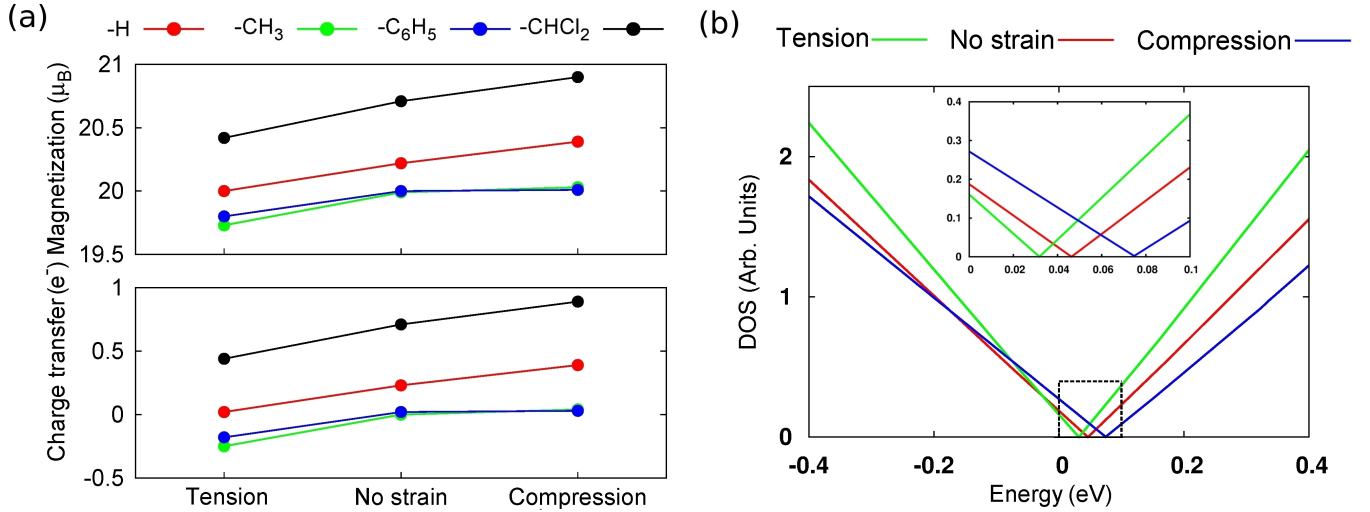 (a)
-H -CH3 -C6H5 -CHCl2
Magnetization (μB)
21
20.5
20
19.5
Charge transfer (e-)
1
0.5
0
-0.5
Tension No strain Compression
(b)
Tension No strain Compression
DOS (Arb. Units)
2
1
0
0.4
0.3
0.2
0.1
0
0 0.02 0.04 0.06 0.08 0.1
-0.4 -0.2 0 0.2 0.4
Energy (eV)